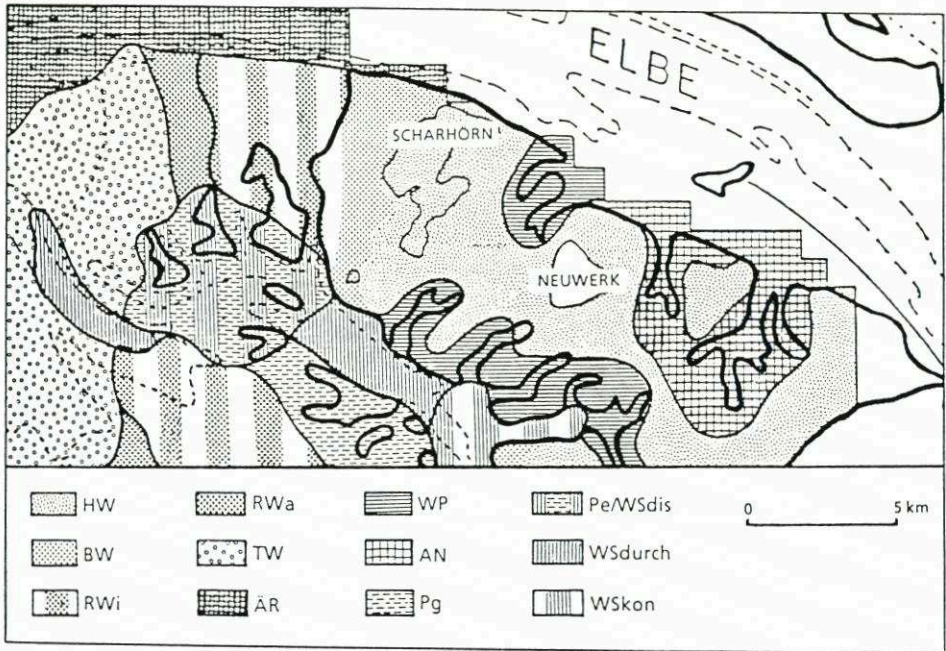 ELBE
SCHARHÖRN
NEUWERK
HW RWa WP Pe/WSdis 0 5 km
BW TW AN WSdurch
RWi ÄR Pg WSkon